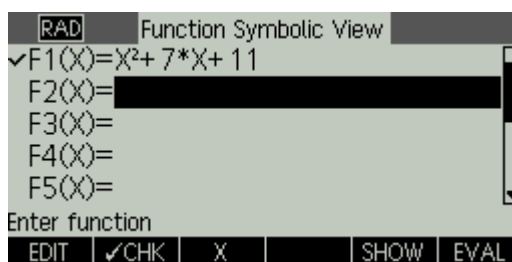 RAD Function Symbolic View
✓F1(X)=X²+ 7*X+ 11
F2(X)=
F3(X)=
F4(X)=
F5(X)=
Enter function
EDIT ✓CHK X SHOW EVAL